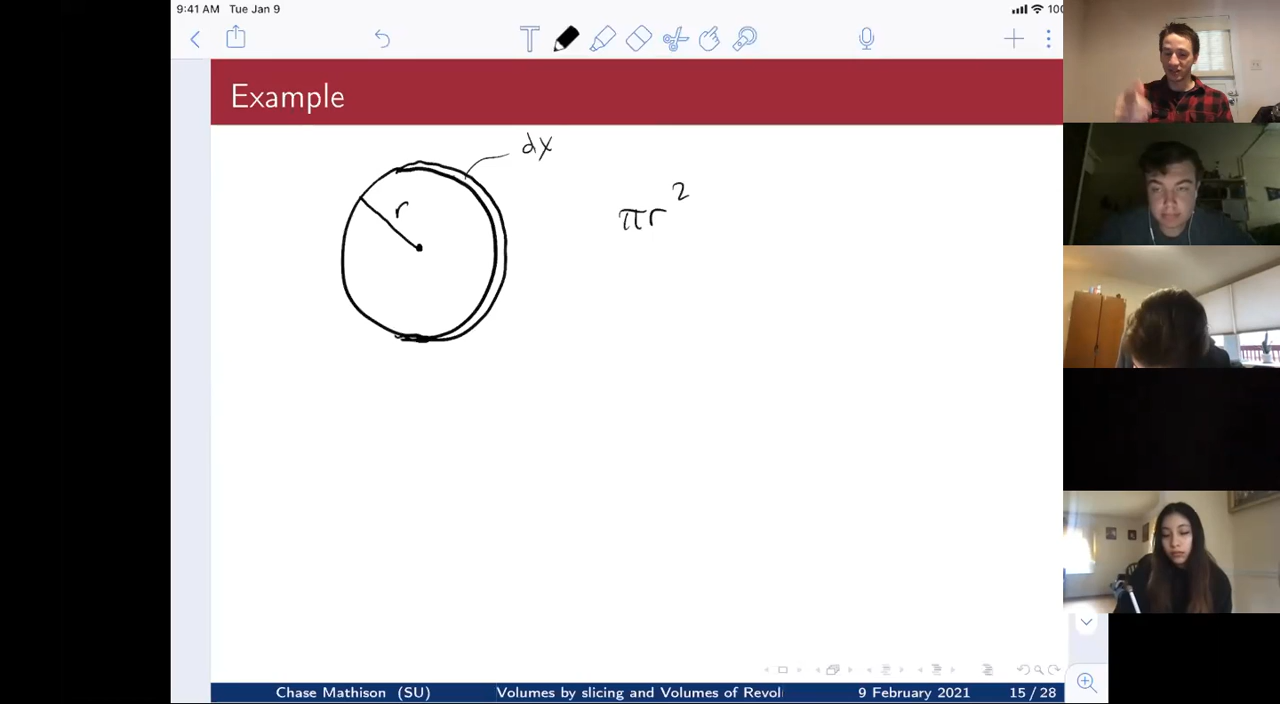 9:41 AM Tue Jan 9
Example
dx
r
πr²
Chase Mathison (SU)
Volumes by slicing and Volumes of Revol
9 February 2021
15 / 28